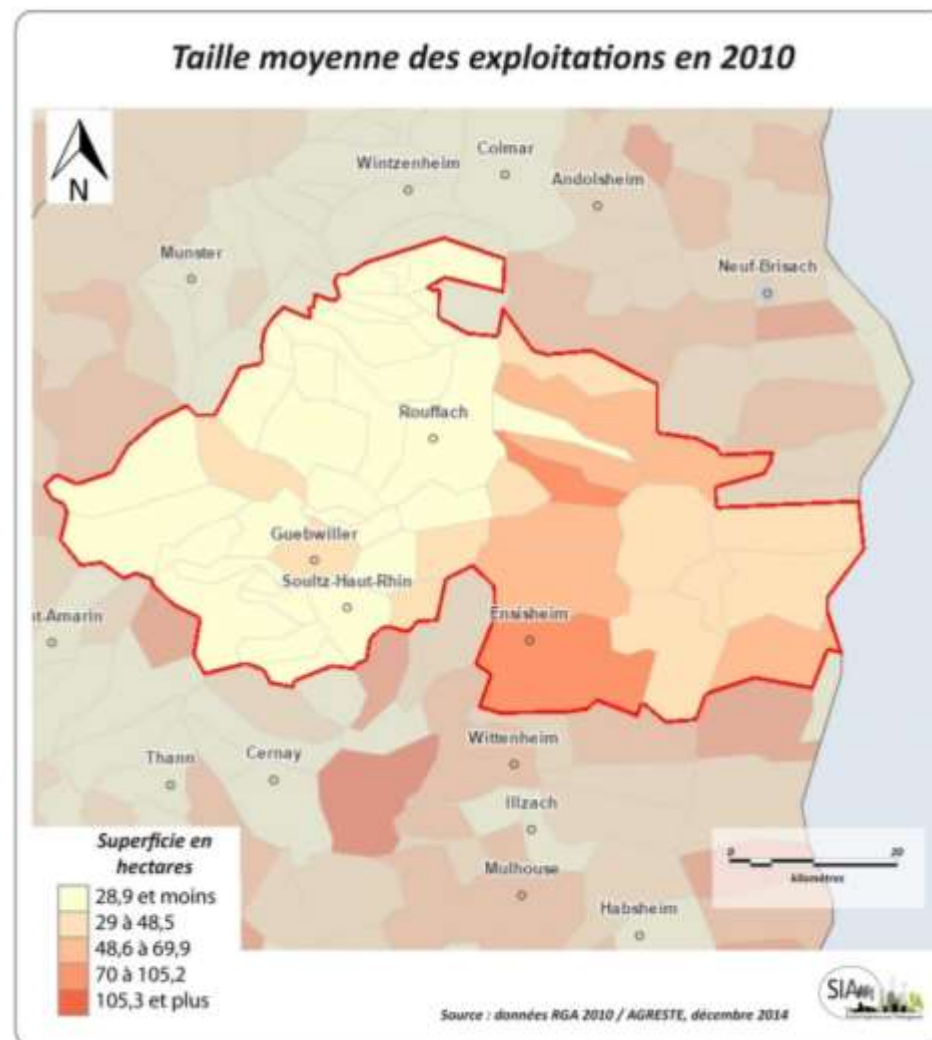 Taille moyenne des exploitations en 2010
N
Colmar
Wintzenheim
Andolsheim
Munster
Neuf-Brisach
Rouffach
Guebwiller
Soultz-Haut-Rhin
nt-Amarin
Ensisheim
Wittenheim
Thann
Cernay
Illzach
Mulhouse
Habsheim
Superficie en
hectares
28,9 et moins
29 à 48,5
48,6 à 69,9
70 à 105,2
105,3 et plus
0 20
kilomètres
Source : données RGA 2010 / AGRESTE, décembre 2014
SIA